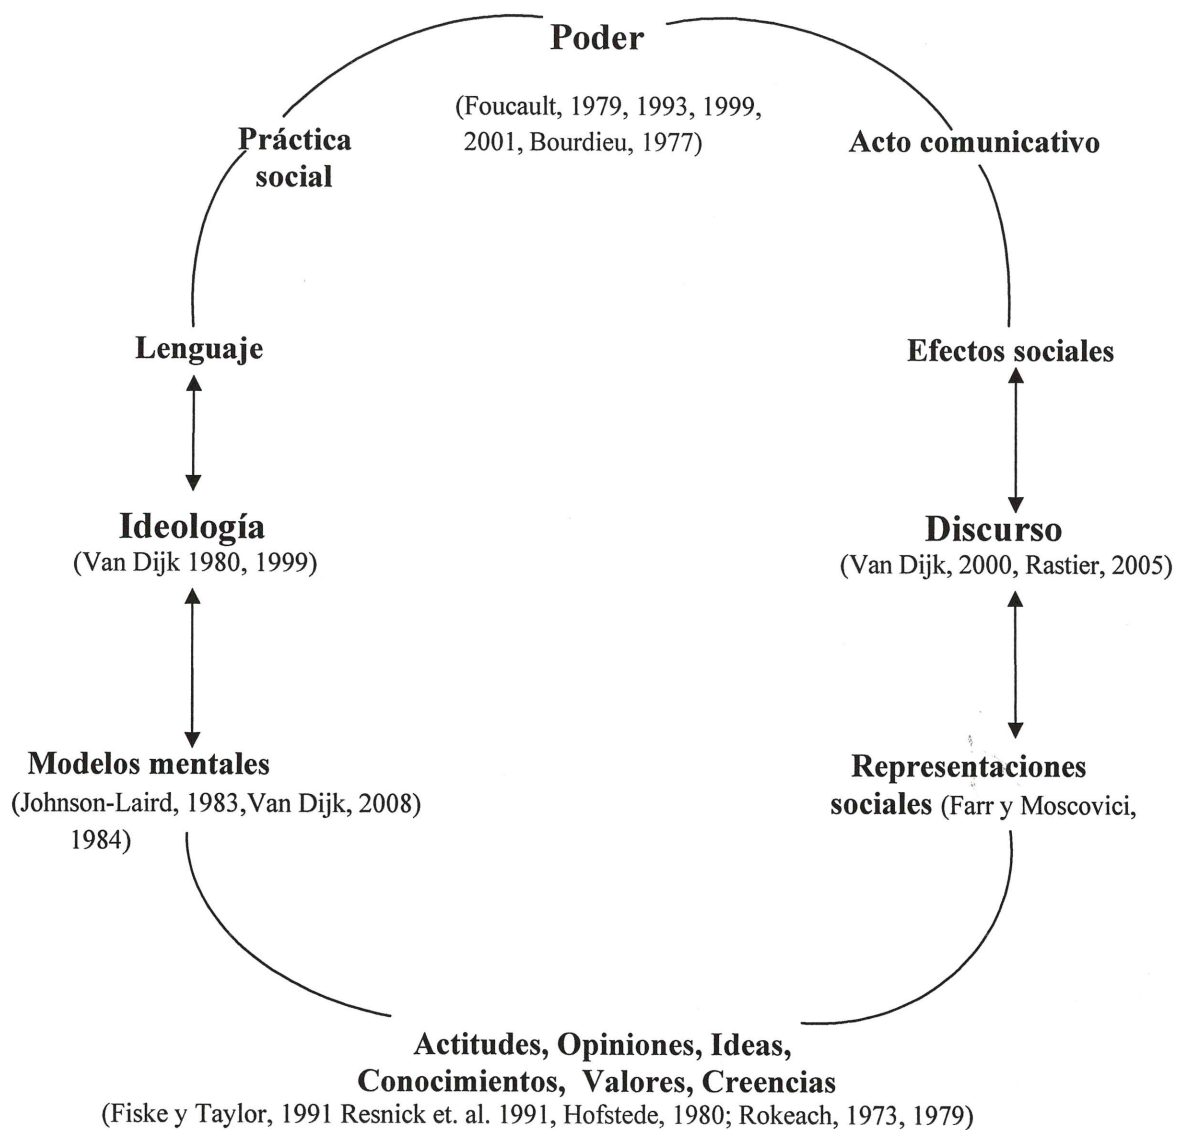 Poder
(Foucault, 1979, 1993, 1999,
2001, Bourdieu, 1977)
Práctica
social
Acto comunicativo
Lenguaje
Efectos sociales
Ideología
(Van Dijk 1980, 1999)
Discurso
(Van Dijk, 2000, Rastier, 2005)
Modelos mentales
(Johnson-Laird, 1983,Van Dijk, 2008)
1984)
Representaciones
sociales (Farr y Moscovici,
Actitudes, Opiniones, Ideas,
Conocimientos, Valores, Creencias
(Fiske y Taylor, 1991 Resnick et. al. 1991, Hofstede, 1980; Rokeach, 1973, 1979)